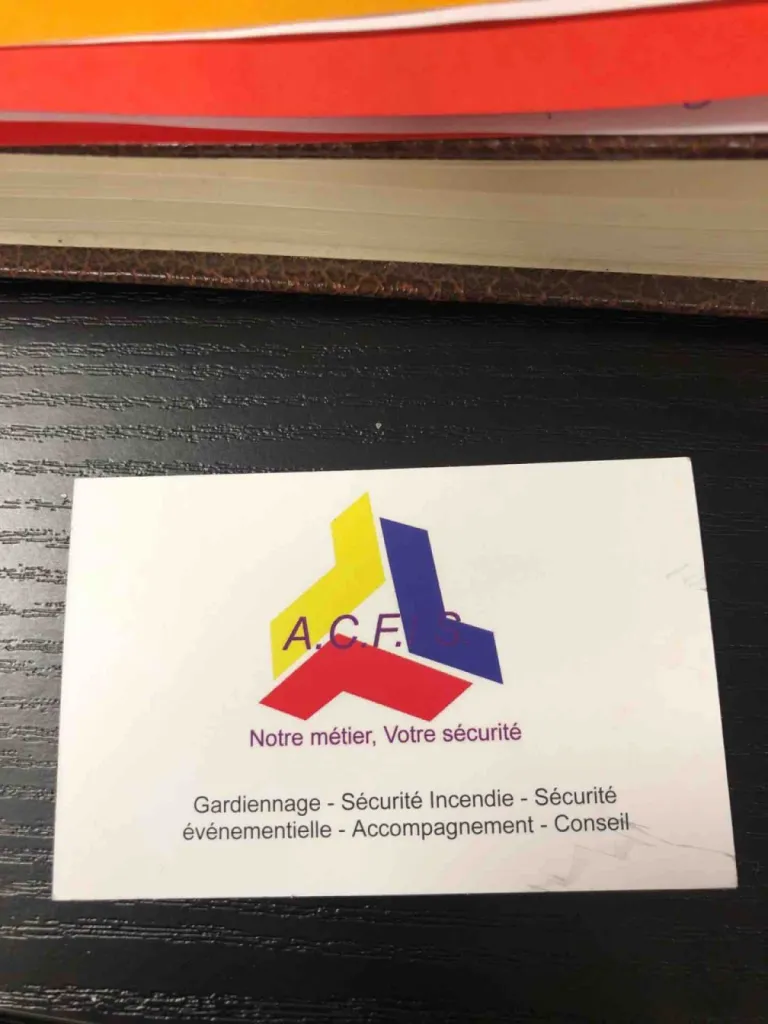 A.C.F.
Notre métier, Votre sécurité
Gardiennage - Sécurité Incendie - Sécurité
événementielle - Accompagnement - Conseil